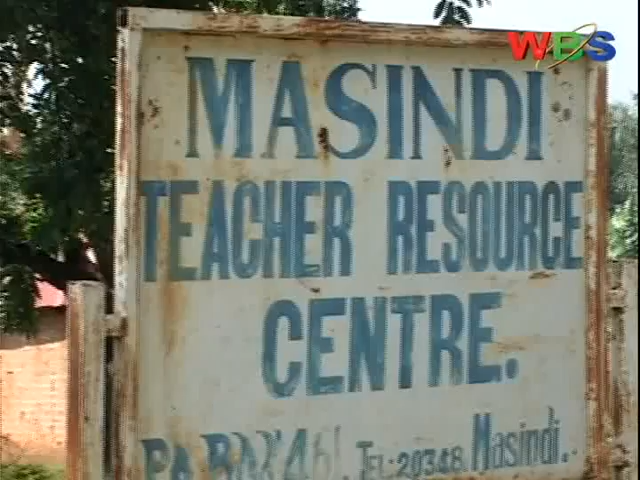 WBS
MASINDI
TEACHER RESOURCE
CENTRE.
TEL: 20348. Masindi.